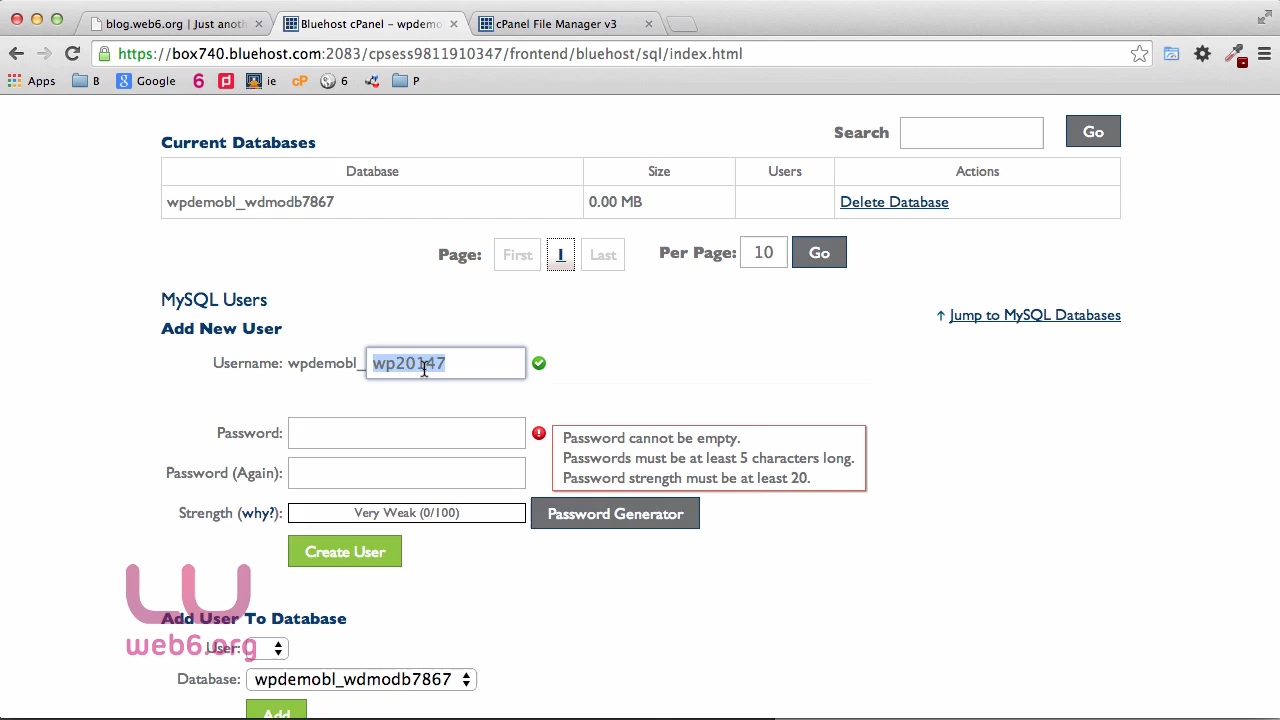 blog.web6.org | Just anoth
Bluehost cPanel – wpdemo
cPanel File Manager v3
https://box740.bluehost.com:2083/cpsess9811910347/frontend/bluehost/sql/index.html
Apps B Google 6 ie cP 6 P
Current Databases
Search Go
Database Size Users Actions
wpdemobl_wdmodb7867 0.00 MB Delete Database
Page: First 1 Last Per Page: 10 Go
MySQL Users
Add New User
↑ Jump to MySQL Databases
Username: wpdemobl_ wp20147
Password:
Password cannot be empty.
Passwords must be at least 5 characters long.
Password strength must be at least 20.
Password (Again):
Strength (why?): Very Weak (0/100) Password Generator
Create User
Add User To Database
web6.org
User:
Database: wpdemobl_wdmodb7867
Add